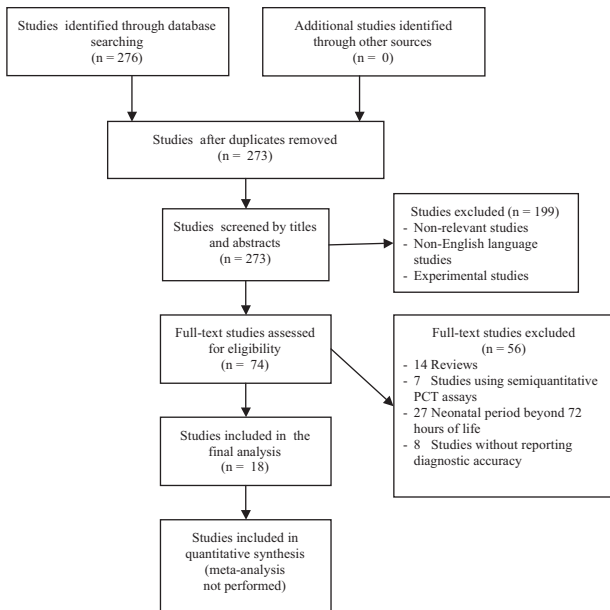 Studies identified through database
searching
(n = 276)
Additional studies identified
through other sources
(n = 0)
Studies after duplicates removed
(n = 273)
Studies screened by titles
and abstracts
(n = 273)
Studies excluded (n = 199)
- Non-relevant studies
- Non-English language
studies
- Experimental studies
Full-text studies assessed
for eligibility
(n = 74)
Full-text studies excluded
(n = 56)
- 14 Reviews
- 7 Studies using semiquantitative
PCT assays
- 27 Neonatal period beyond 72
hours of life
- 8 Studies without reporting
diagnostic accuracy
Studies included in the
final analysis
(n = 18)
Studies included in
quantitative synthesis
(meta-analysis
not performed)